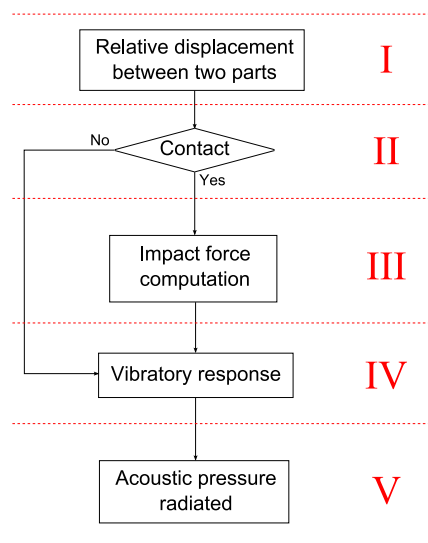 Relative displacement
between two parts
I
No
Contact
II
Yes
Impact force
computation
III
Vibratory response
IV
Acoustic pressure
radiated
V